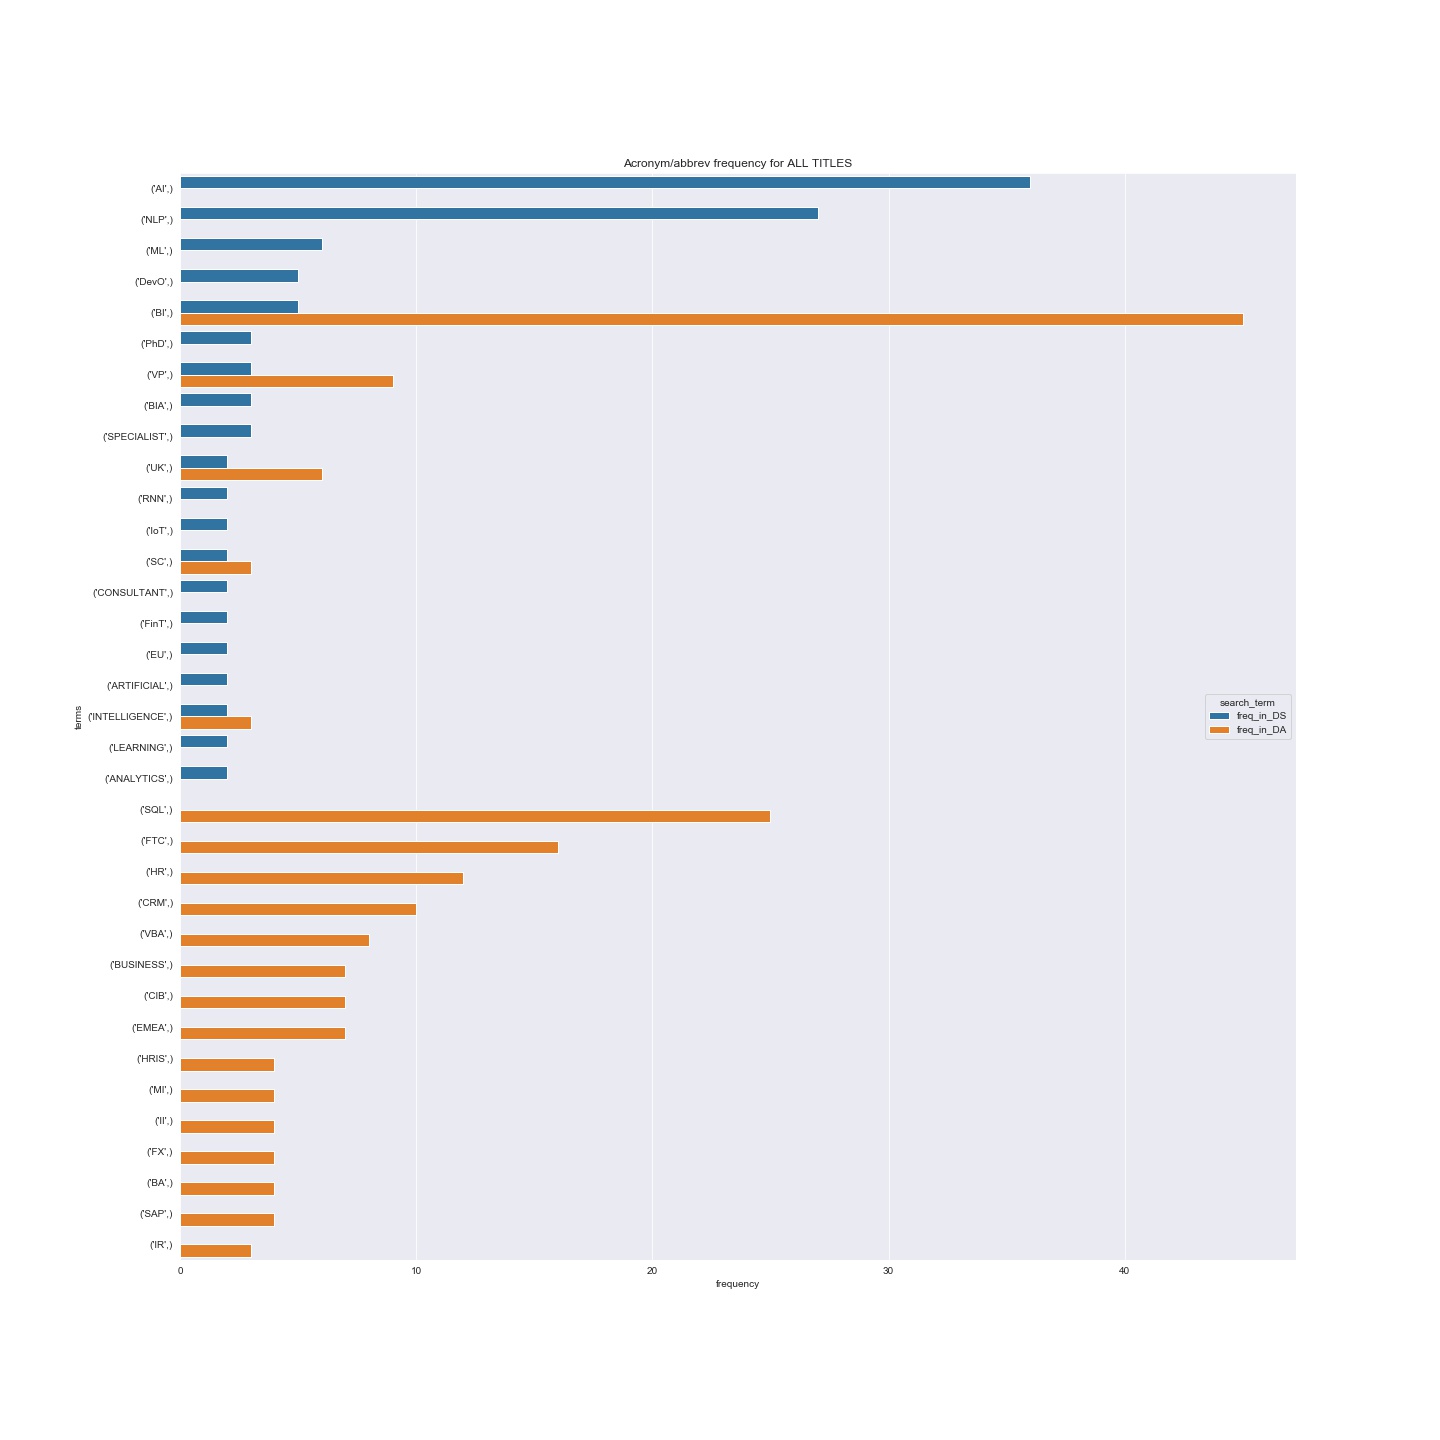 Acronym/abbrev frequency for ALL TITLES
('AI',)
('NLP',)
('ML',)
('DevO',)
('BI',)
('PhD',)
('VP',)
('BIA',)
('SPECIALIST',)
('UK',)
('RNN',)
('IoT',)
('SC',)
('CONSULTANT',)
('FinT',)
('EU',)
('ARTIFICIAL',)
('INTELLIGENCE',)
('LEARNING',)
('ANALYTICS',)
('SQL',)
('FTC',)
('HR',)
('CRM',)
('VBA',)
('BUSINESS',)
('CIB',)
('EMEA',)
('HRIS',)
('MI',)
('II',)
('FX',)
('BA',)
('SAP',)
('IR',)
terms
search_term
freq_in_DS
freq_in_DA
0 10 20 30 40
frequency